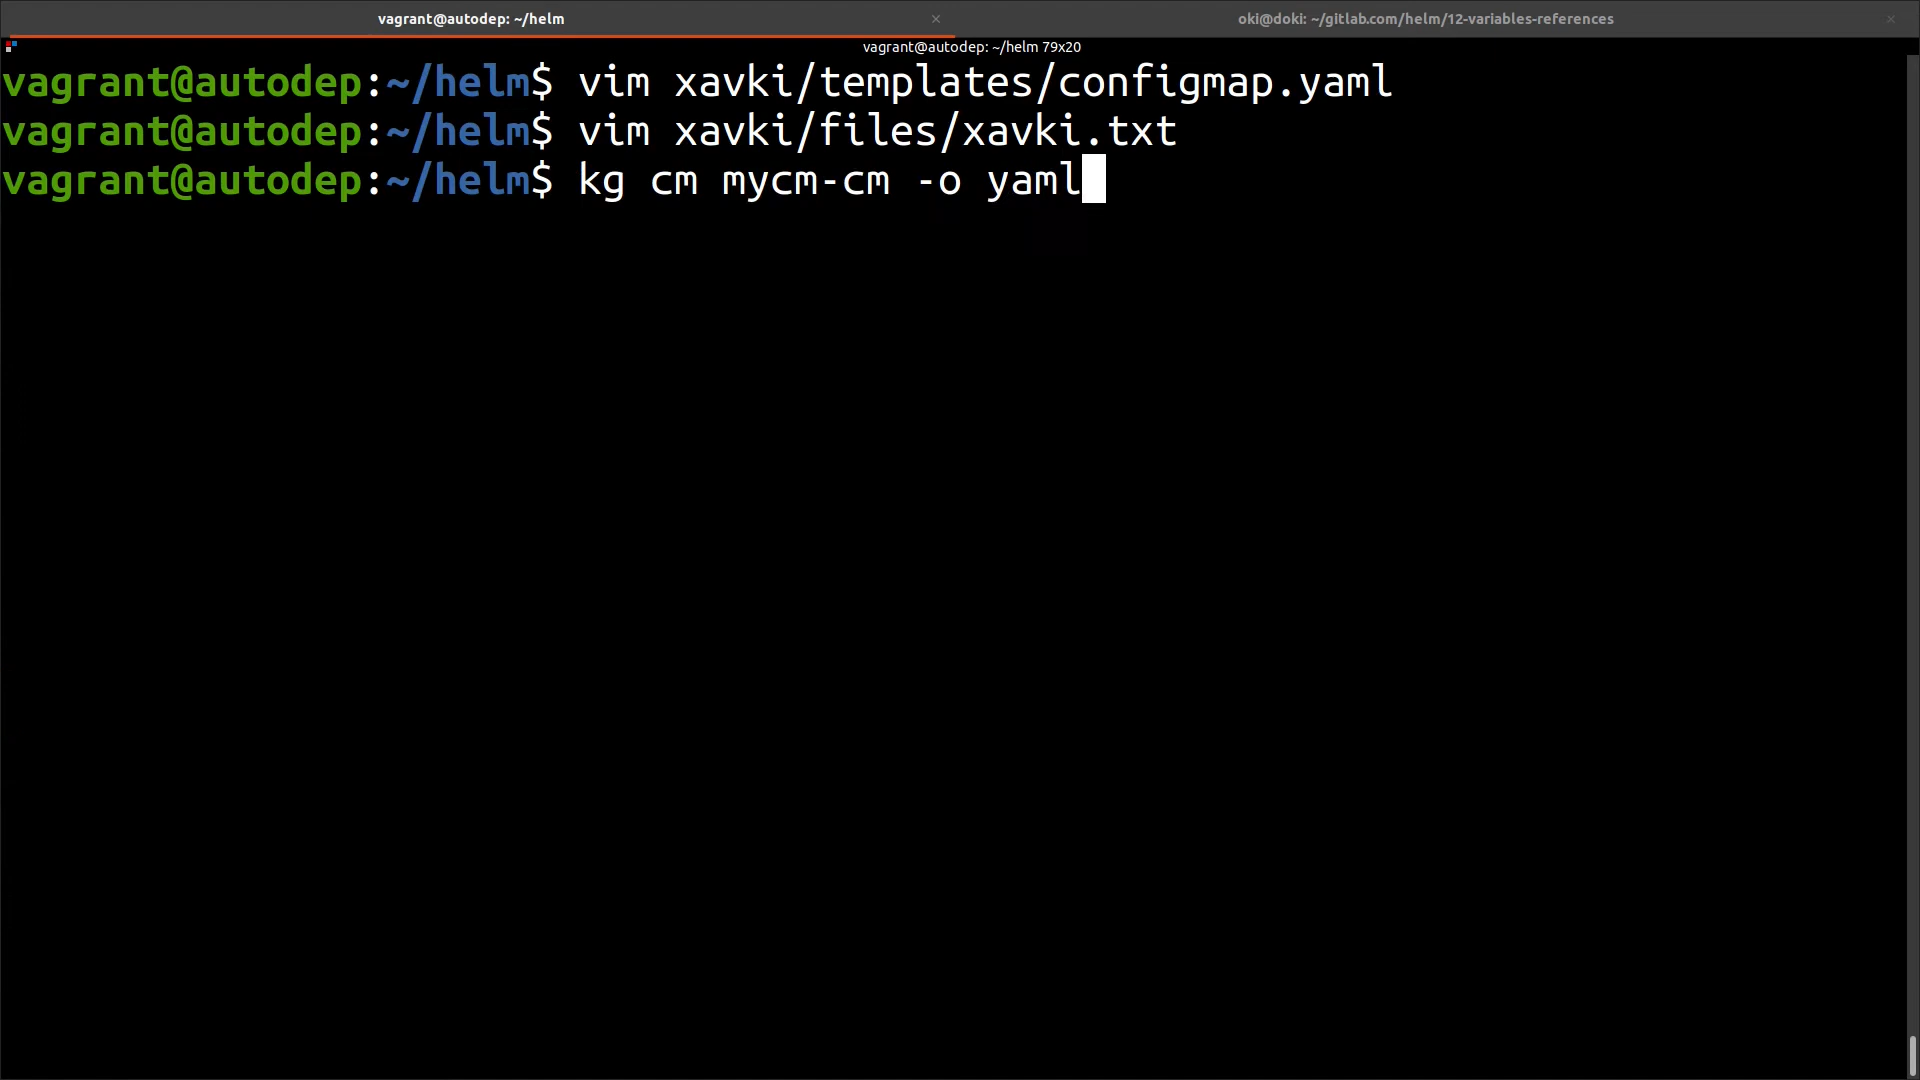 vagrant@autodep: ~/helm × oki@doki: ~/gitlab.com/helm/12-variables-references ×
vagrant@autodep: ~/helm 79x20
vagrant@autodep:~/helm$ vim xavki/templates/configmap.yaml
vagrant@autodep:~/helm$ vim xavki/files/xavki.txt
vagrant@autodep:~/helm$ kg cm mycm-cm -o yaml